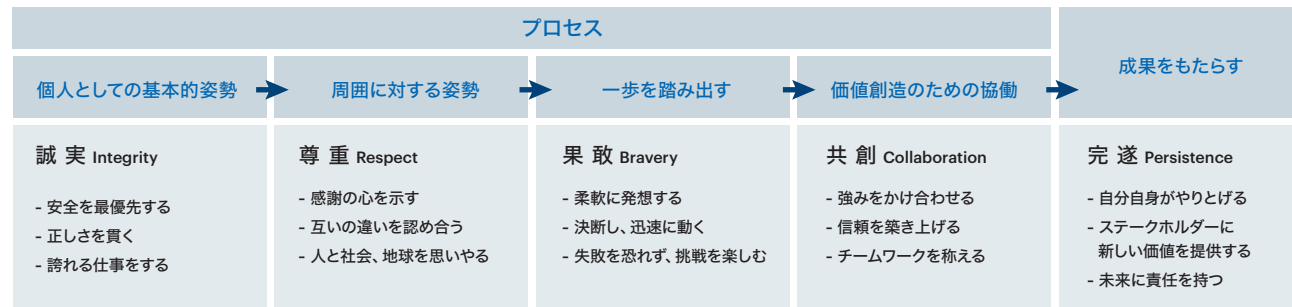 プロセス
成果をもたらす
個人としての基本的姿勢
周囲に対する姿勢
一歩を踏み出す
価値創造のための協働
誠実 Integrity
- 安全を最優先する
- 正しさを貫く
- 誇れる仕事をする
尊重 Respect
- 感謝の心を示す
- 互いの違いを認め合う
- 人と社会、地球を思いやる
果敢 Bravery
- 柔軟に発想する
- 決断し、迅速に動く
- 失敗を恐れず、挑戦を楽しむ
共創 Collaboration
- 強みをかけ合わせる
- 信頼を築き上げる
- チームワークを称える
完遂 Persistence
- 自分自身がやりとげる
- ステークホルダーに
新しい価値を提供する
- 未来に責任を持つ